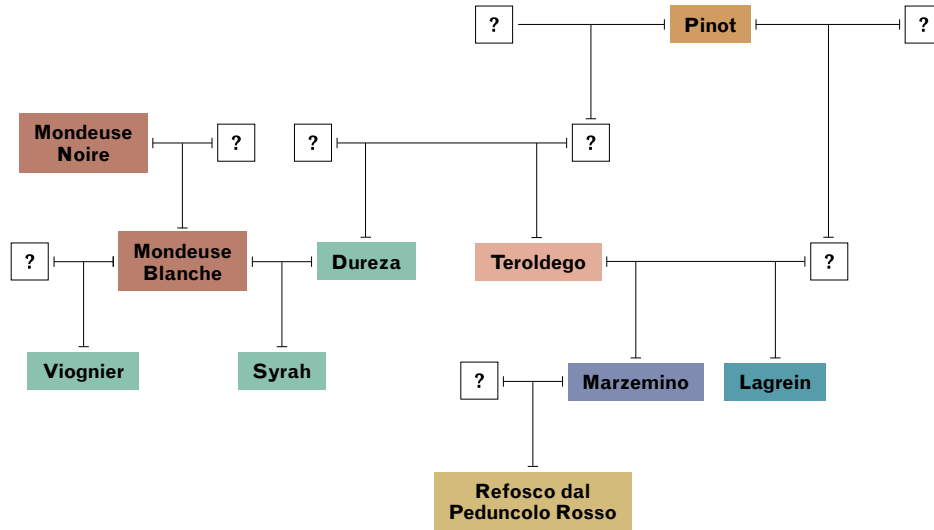 ?
Pinot
?
Mondeuse
Noire
?
?
?
?
Mondeuse
Blanche
Dureza
Teroldego
?
Viognier
Syrah
?
Marzemino
Lagrein
Refosco dal
Peduncolo Rosso